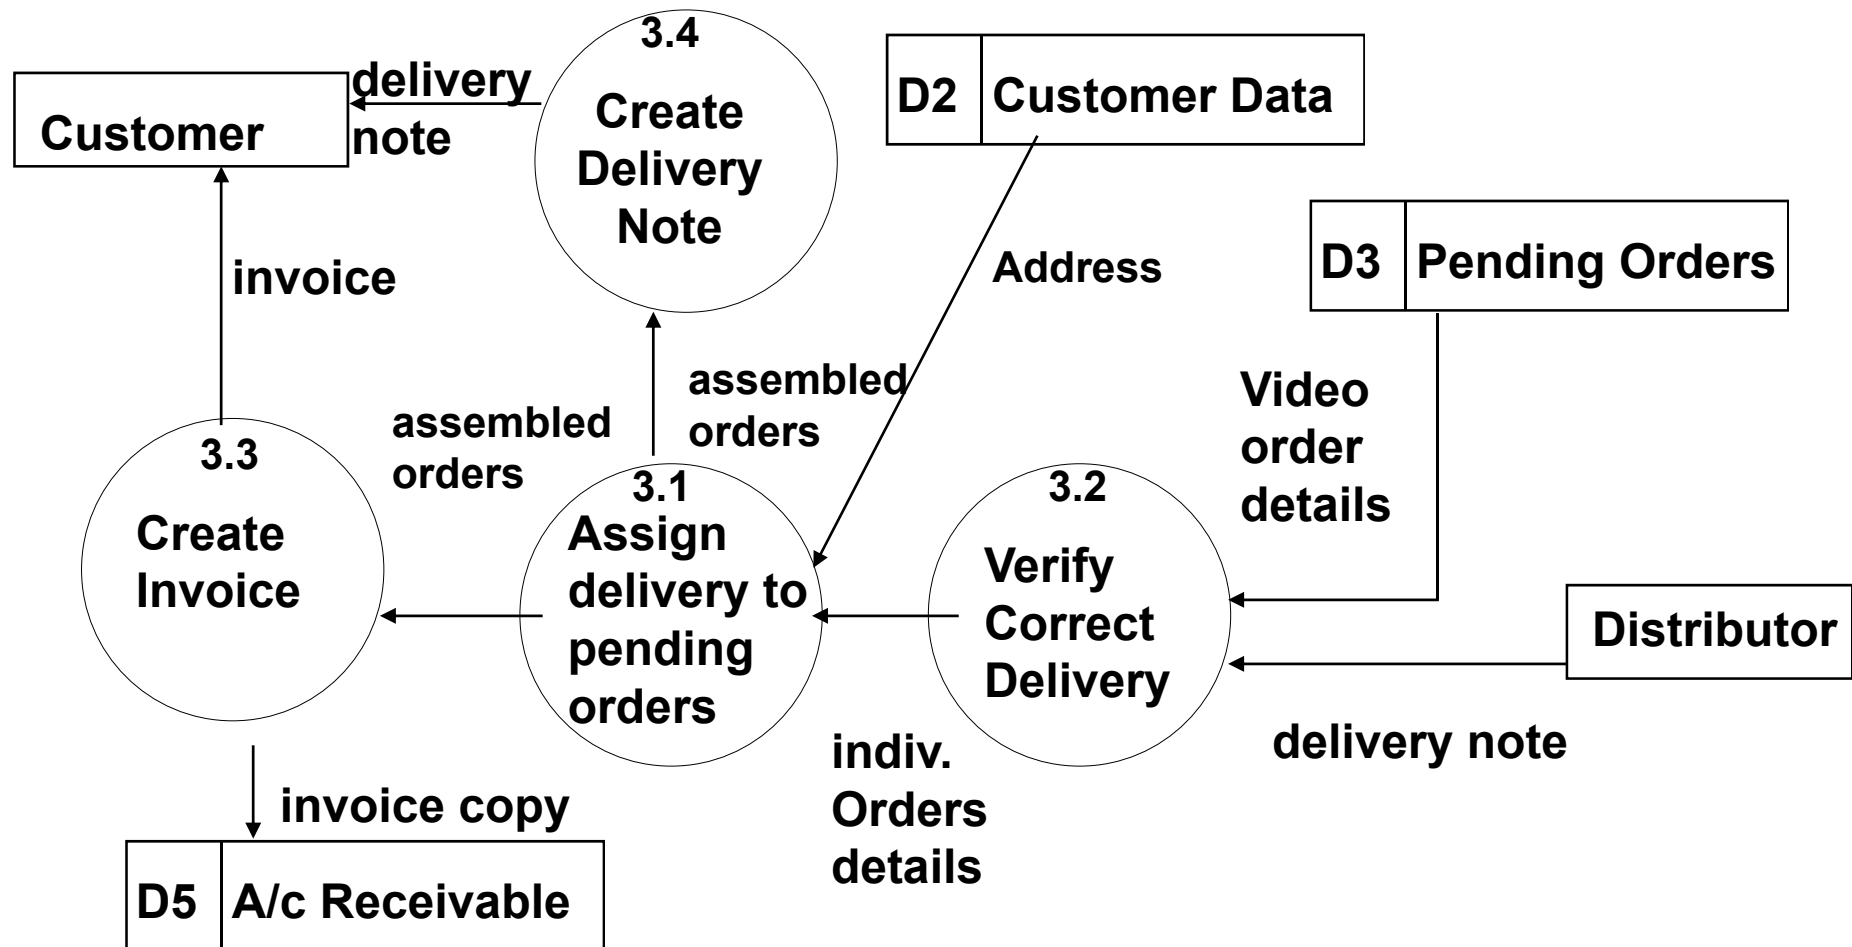 3.4
Create
Delivery
Note
delivery
note
Customer
D2 Customer Data
D3 Pending Orders
invoice
Address
assembled
orders
assembled
orders
Video
order
details
3.3
Create
Invoice
3.1
Assign
delivery to
pending
orders
3.2
Verify
Correct
Delivery
Distributor
delivery note
indiv.
Orders
details
invoice copy
D5 A/c Receivable